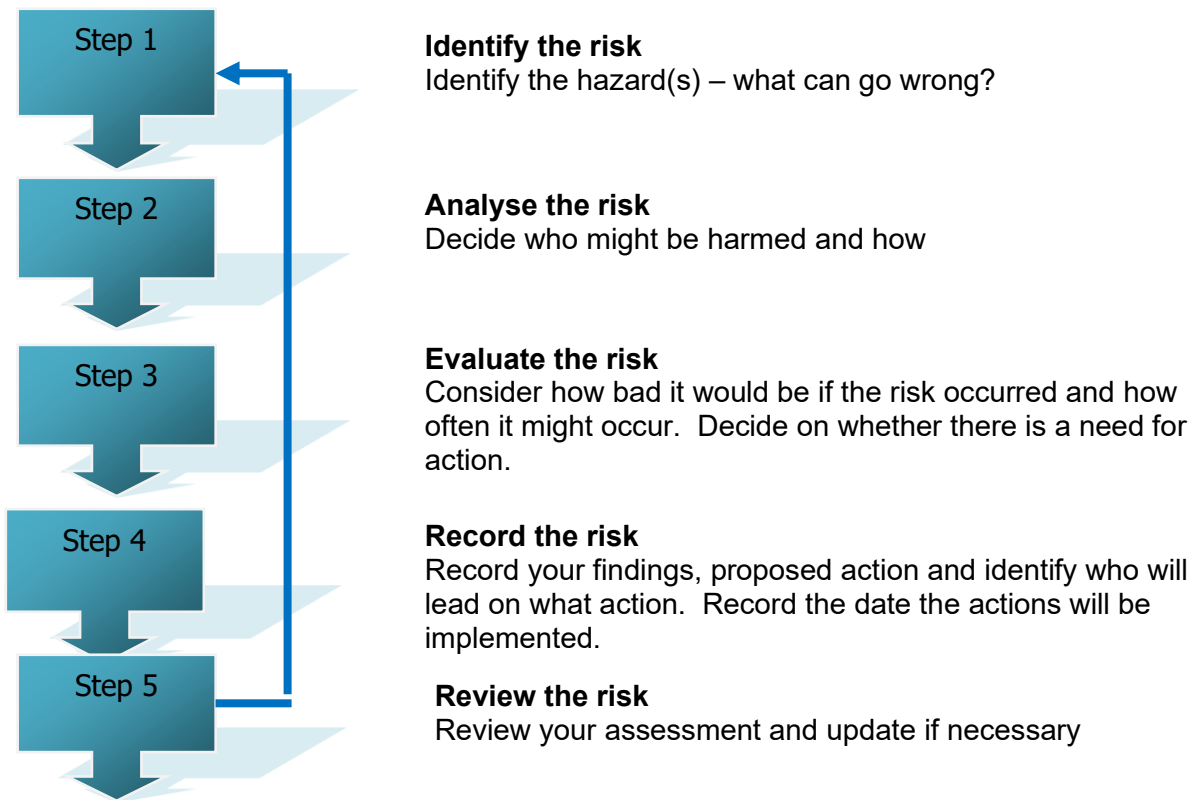 Step 1
Identify the risk
Identify the hazard(s) – what can go wrong?
Step 2
Analyse the risk
Decide who might be harmed and how
Step 3
Evaluate the risk
Consider how bad it would be if the risk occurred and how
often it might occur.  Decide on whether there is a need for
action.
Step 4
Record the risk
Record your findings, proposed action and identify who will
lead on what action.  Record the date the actions will be
implemented.
Step 5
Review the risk
Review your assessment and update if necessary